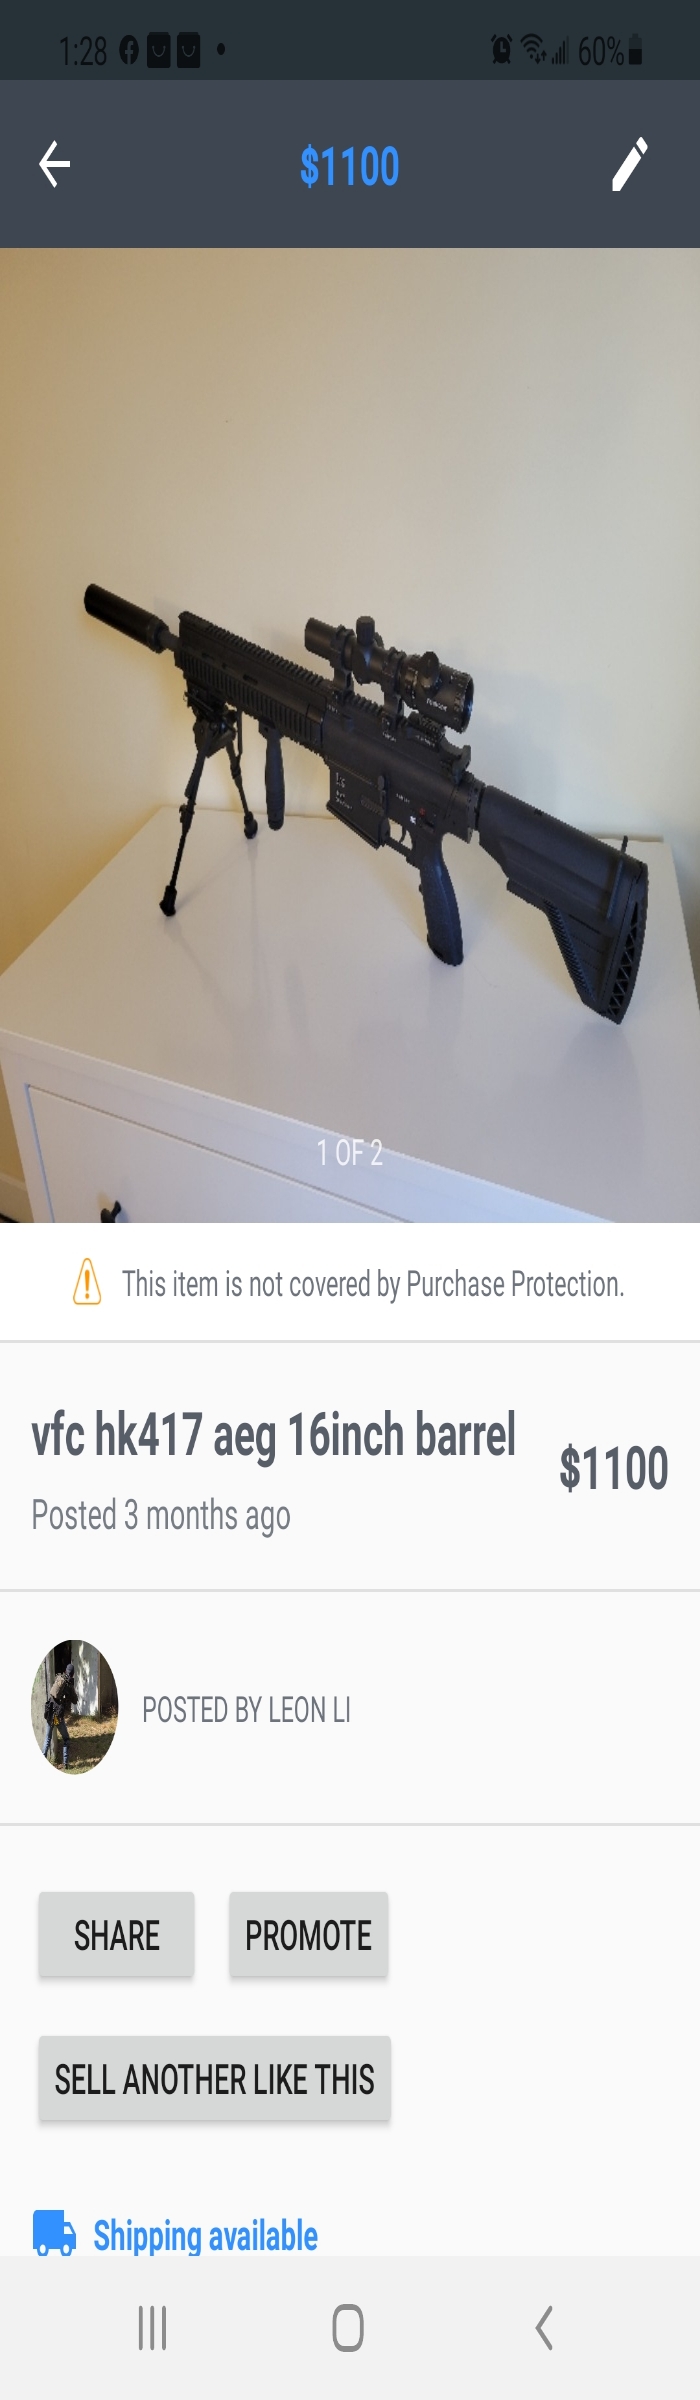 1:28
60%
$1100
1 OF 2
This item is not covered by Purchase Protection.
vfc hk417 aeg 16inch barrel
$1100
Posted 3 months ago
POSTED BY LEON LI
SHARE
PROMOTE
SELL ANOTHER LIKE THIS
Shipping available